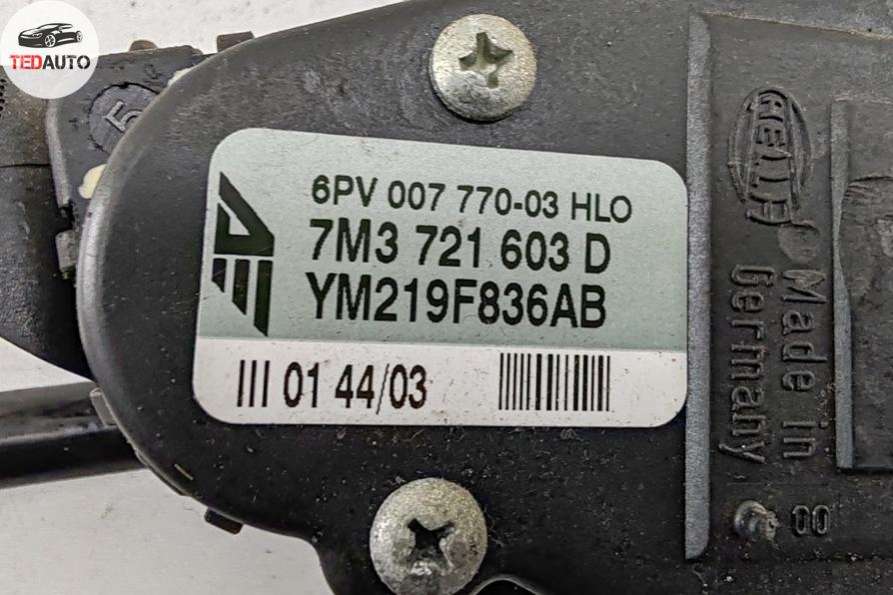 TEDAUTO
5
6PV 007 770-03 HLO
7M3 721 603 D
YM219F836AB
III 01 44/03
HELLA
Made in
Germany
00